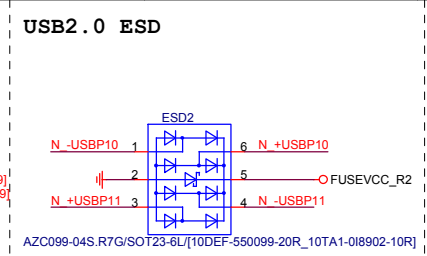 USB2.0 ESD
ESD2
N_-USBP10 1 6 N_+USBP10
2 5 FUSEVCC_R2
9]
N_+USBP11 3 4 N_-USBP11
AZC099-04S.R7G/SOT23-6L/[10DEF-550099-20R_10TA1-0I8902-10R]